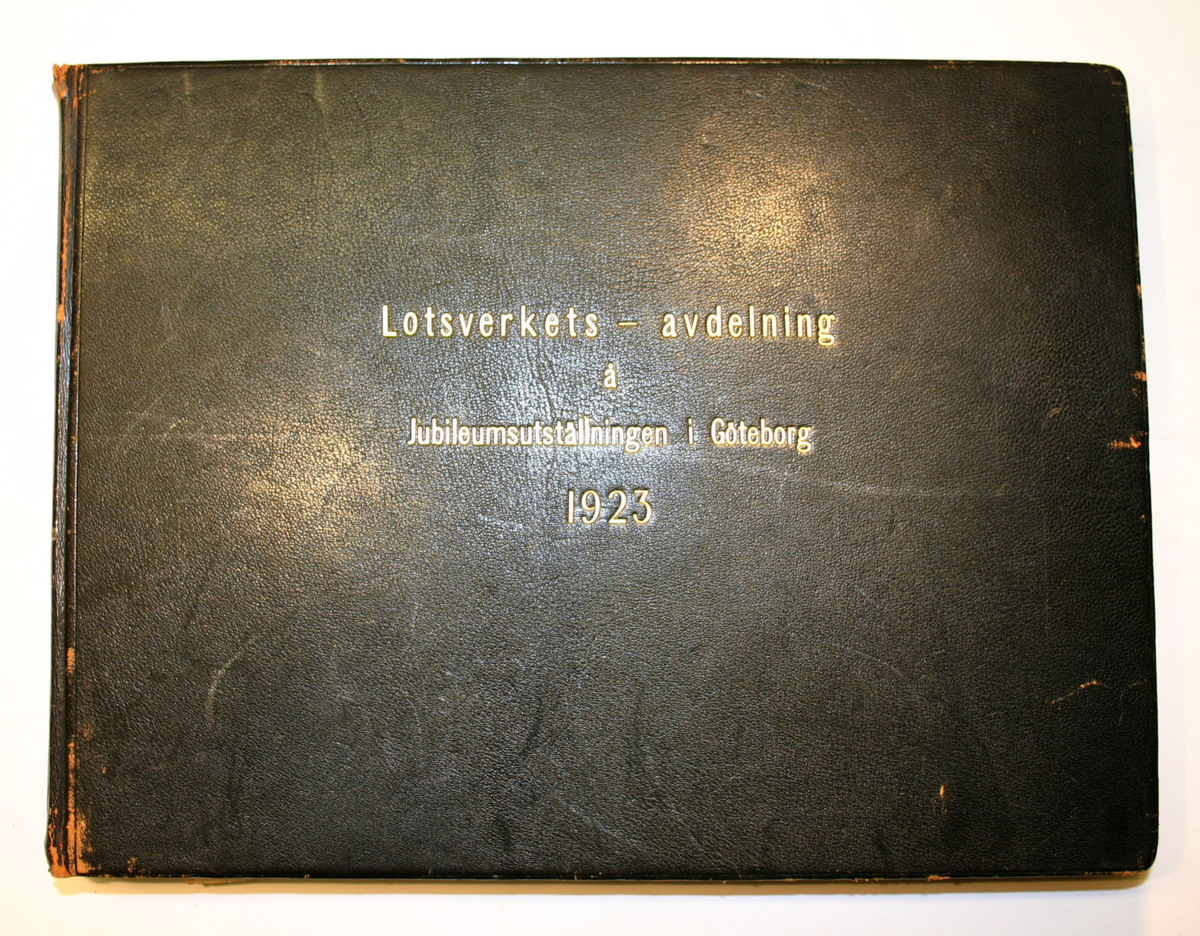 Lotsverkets – avdelning
å
Jubileumsutställningen i Göteborg
1923